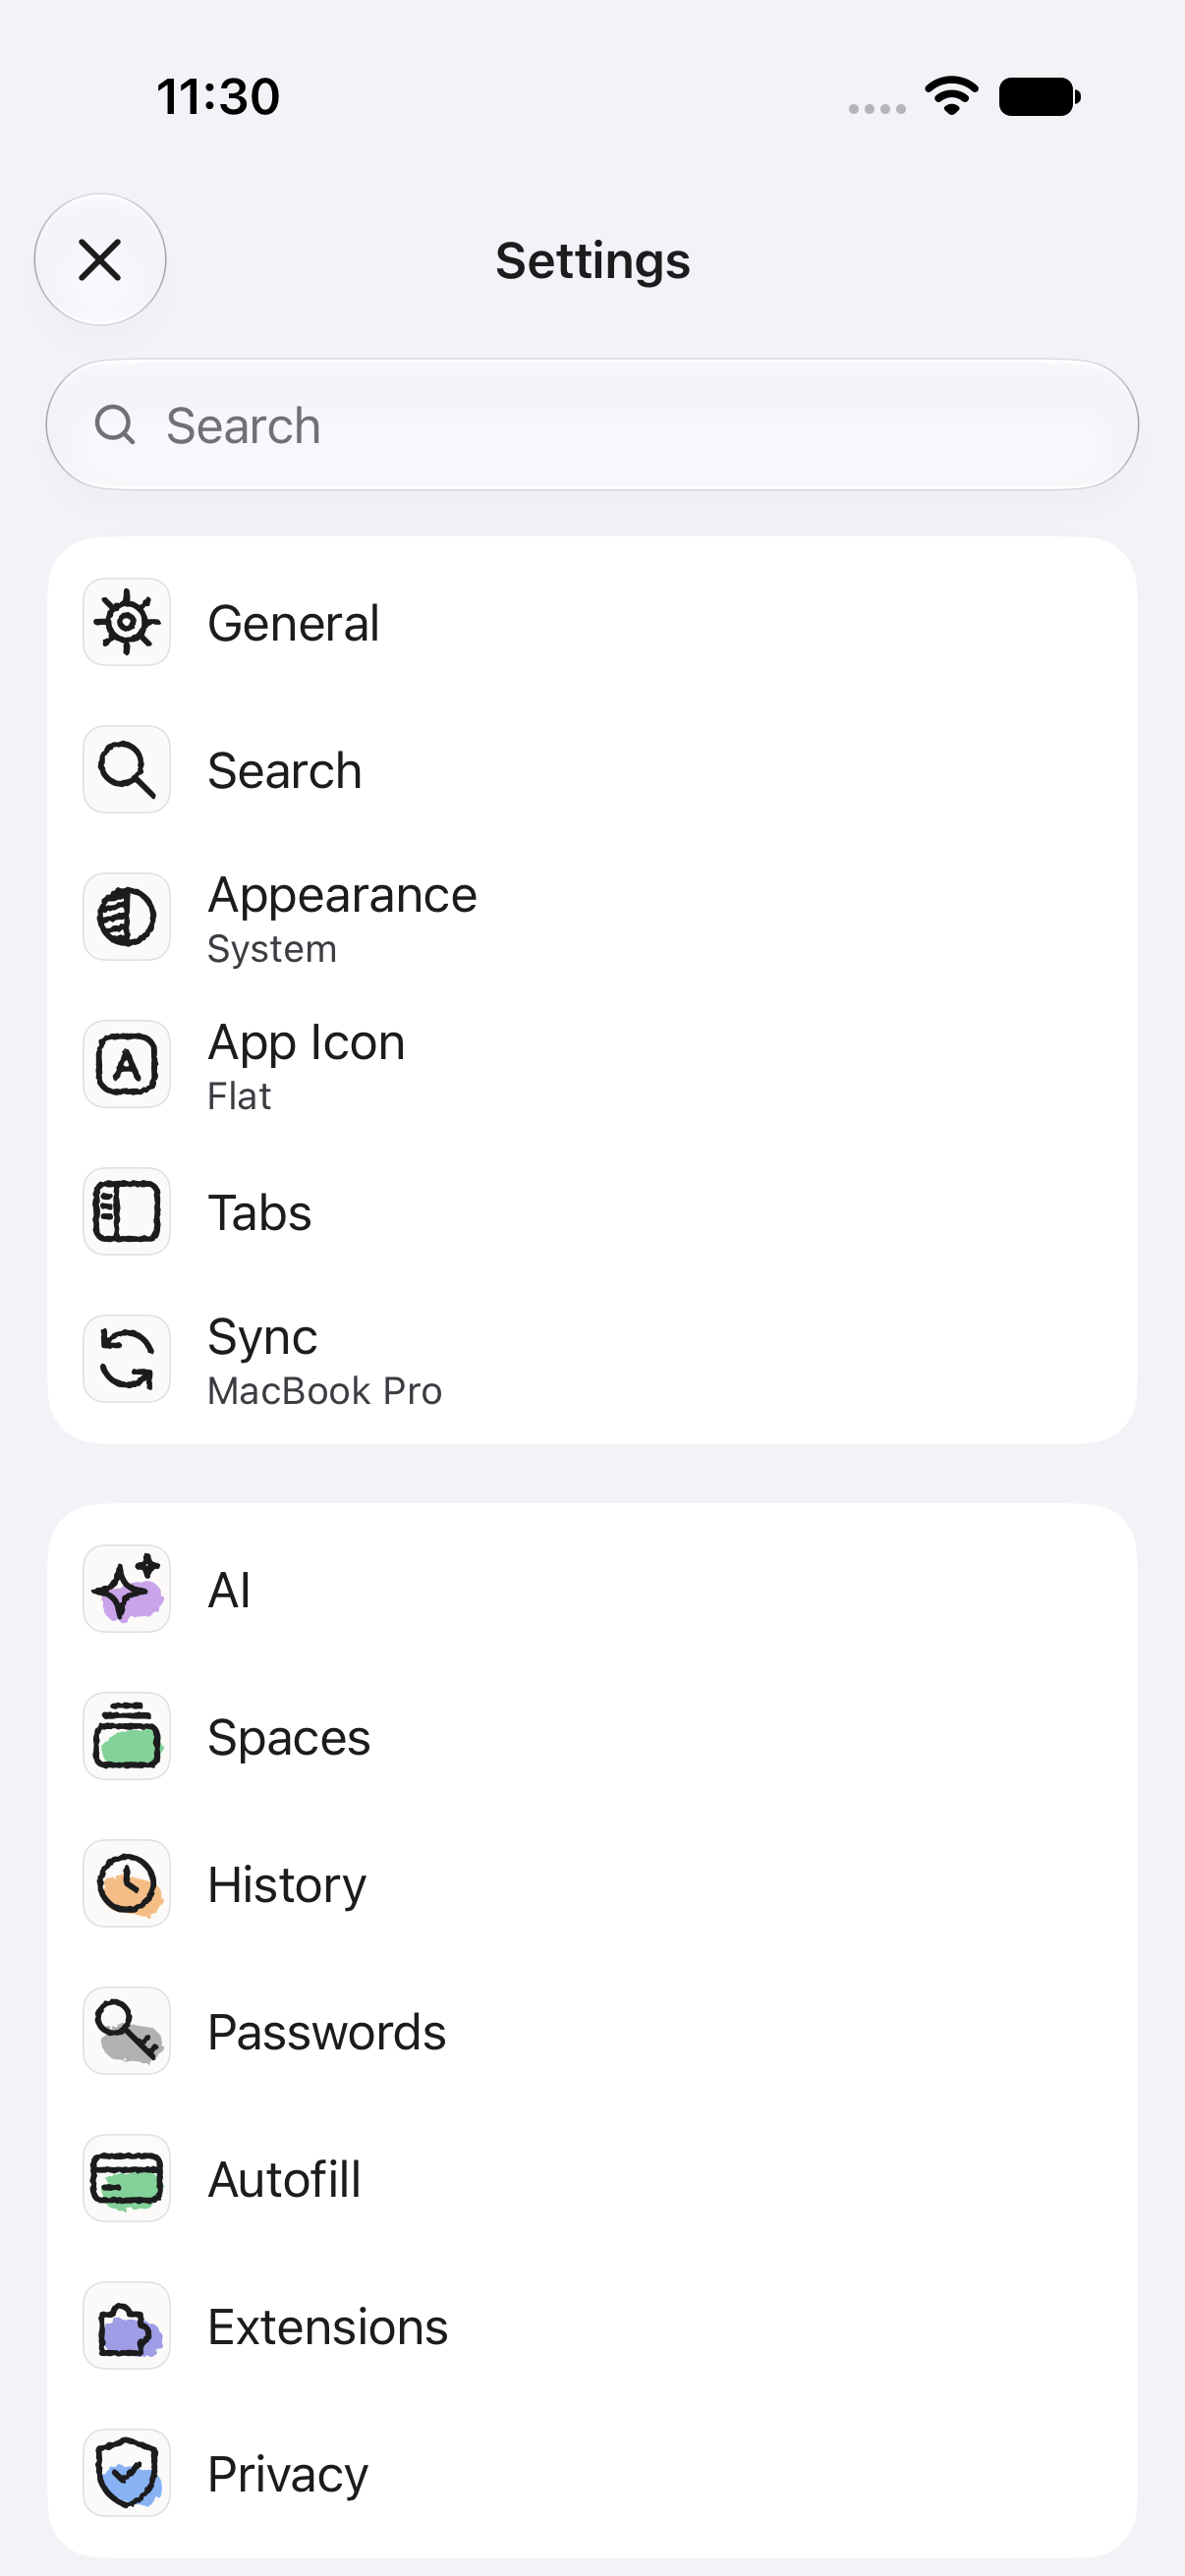 11:30
Settings
Search
General
Search
Appearance
System
App Icon
Flat
Tabs
Sync
MacBook Pro
AI
Spaces
History
Passwords
Autofill
Extensions
Privacy